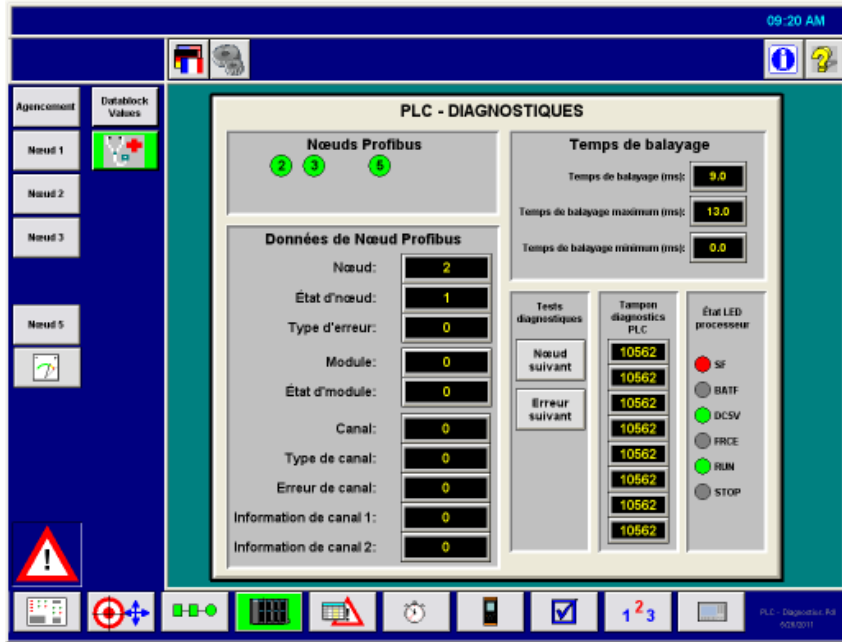 09:20 AM
Agencement
Datablock
Values
Nœud 1
Nœud 2
Nœud 3
Nœud 5
PLC - DIAGNOSTIQUES
Nœuds Profibus
2 3 5
Données de Nœud Profibus
Nœud: 2
État d'nœud: 1
Type d'erreur: 0
Module: 0
État d'module: 0
Canal: 0
Type de canal: 0
Erreur de canal: 0
Information de canal 1: 0
Information de canal 2: 0
Temps de balayage
Temps de balayage (ms): 9.0
Temps de balayage maximum (ms): 13.0
Temps de balayage minimum (ms): 0.0
Tests
diagnostiques
Nœud
suivant
Erreur
suivant
Tampon
diagnostics
PLC
10562
10562
10562
10562
10562
10562
10562
10562
État LED
processeur
SF
BATF
DC5V
FRCE
RUN
STOP
1 2 3
PLC - Diagnostics.Pdl